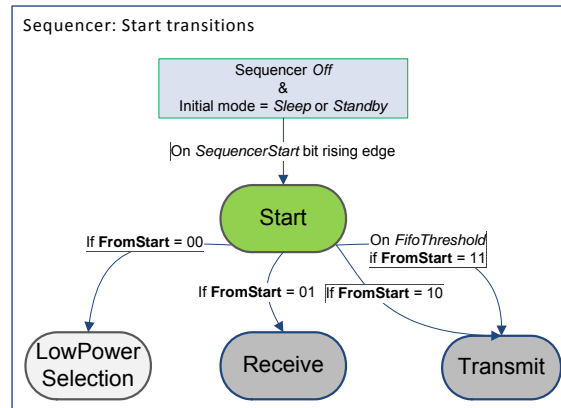 Sequencer: Start transitions
Sequencer Off
&
Initial mode = Sleep or Standby
On SequencerStart bit rising edge
Start
If FromStart = 00
On FifoThreshold
if FromStart = 11
If FromStart = 01
If FromStart = 10
LowPower
Selection
Receive
Transmit